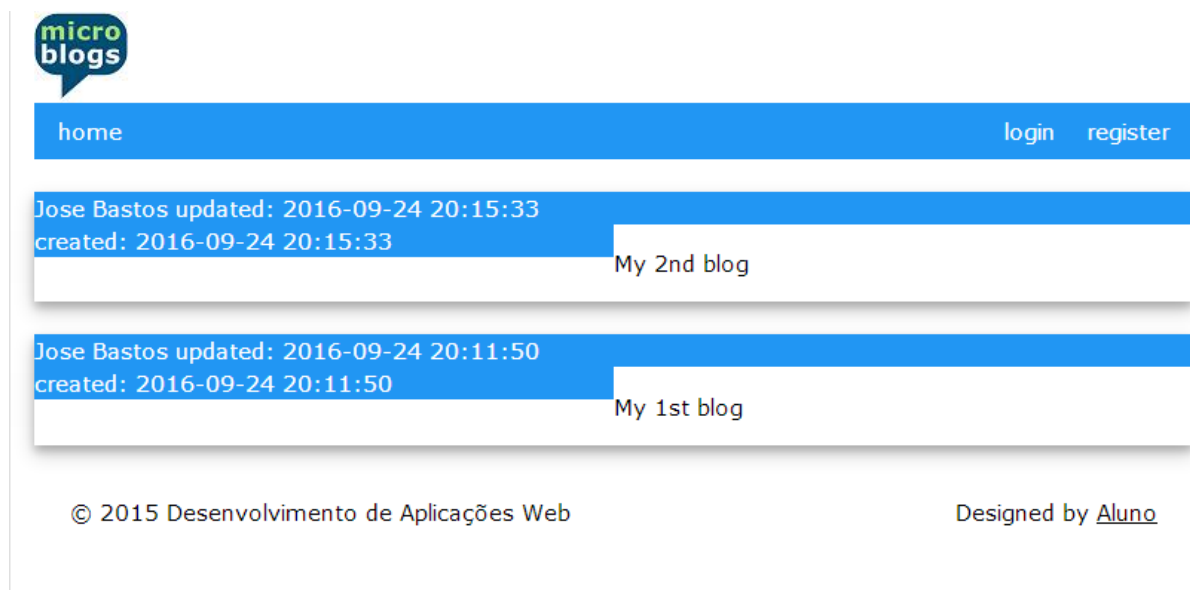 micro
blogs
home login register
Jose Bastos updated: 2016-09-24 20:15:33
created: 2016-09-24 20:15:33
My 2nd blog
Jose Bastos updated: 2016-09-24 20:11:50
created: 2016-09-24 20:11:50
My 1st blog
© 2015 Desenvolvimento de Aplicações Web Designed by Aluno